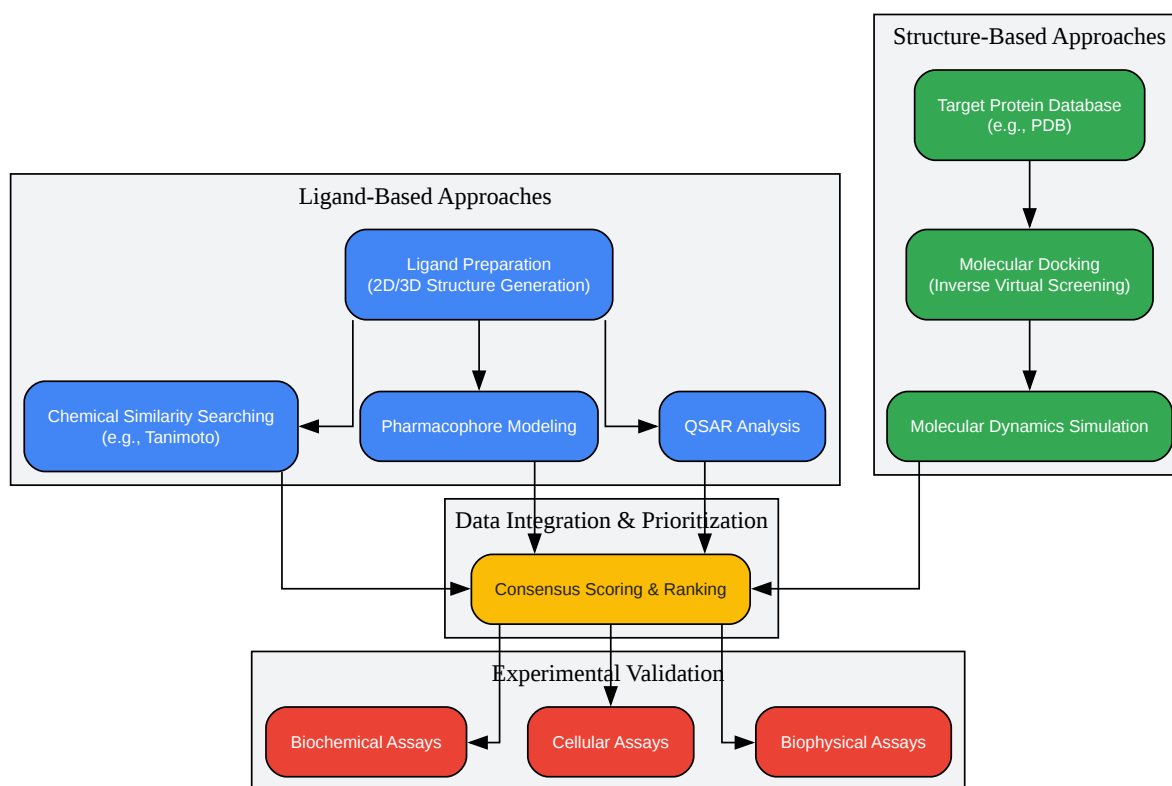 Structure-Based Approaches
Target Protein Database
(e.g., PDB)
Ligand-Based Approaches
Ligand Preparation
(2D/3D Structure Generation)
Molecular Docking
(Inverse Virtual Screening)
Chemical Similarity Searching
(e.g., Tanimoto)
Pharmacophore Modeling
QSAR Analysis
Molecular Dynamics Simulation
Data Integration & Prioritization
Consensus Scoring & Ranking
Experimental Validation
Biochemical Assays
Cellular Assays
Biophysical Assays